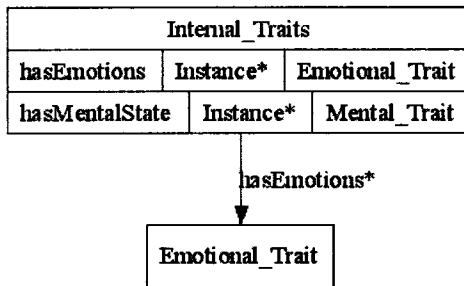 Internal_Traits
hasEmotions Instance* Emotional_Trait
hasMentalState Instance* Mental_Trait
hasEmotions*
Emotional_Trait